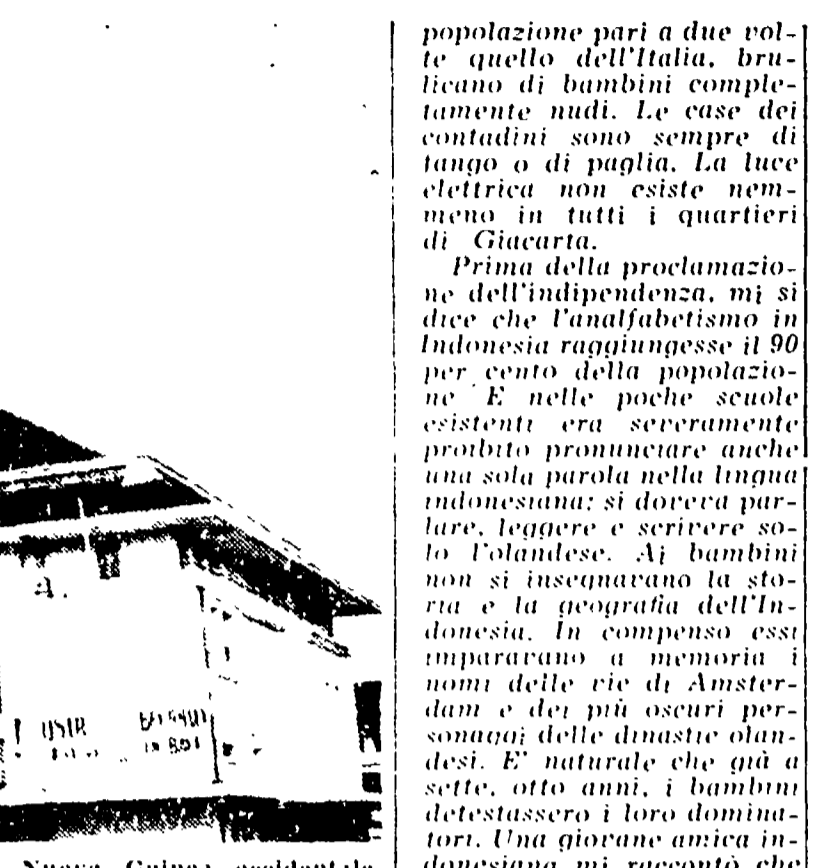 popolazione pari a due vol-
te quello dell'Italia, bru-
licano di bambini comple-
tamente nudi. Le case dei
contadini sono sempre di
fango o di paglia. La luce
elettrica non esiste nem-
meno in tutti i quartieri
di Giacarta.
Prima della proclamazio-
ne dell'indipendenza, mi si
dice che l'analfabetismo in
Indonesia raggiungesse il 90
per cento della popolazio-
ne E nelle poche scuole
esistenti era severamente
proibito pronunciare anche
una sola parola nella lingua
indonesiana; si doveva par-
lare, leggere e scrivere so-
lo l'olandese. Ai bambini
non si insegnavano la sto-
ria e la geografia dell'In-
donesia. In compenso essi
imparavano a memoria i
nomi delle vie di Amster-
dam e dei più oscuri per-
sonaggi delle dinastie olan-
desi. E' naturale che già a
sette, otto anni, i bambini
detestassero i loro domina-
tori. Una giovane amica in-
donesiana mi raccontò che
A.
USIR
Nuova Guinea occidentale